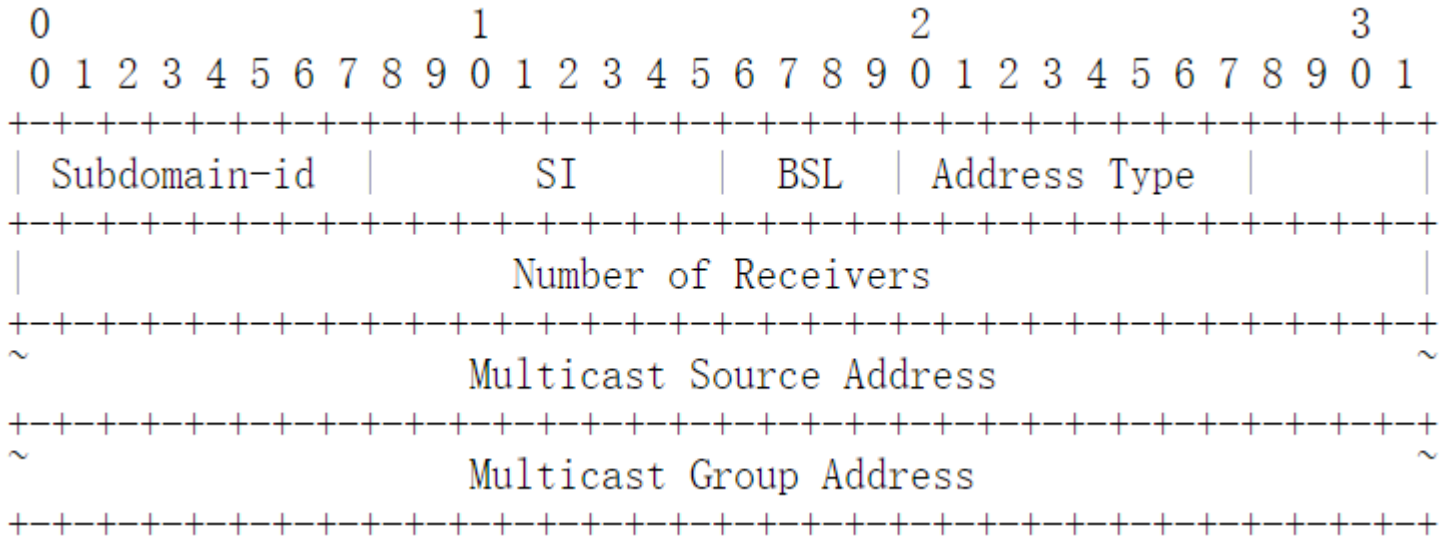 0                   1                   2                   3
0 1 2 3 4 5 6 7 8 9 0 1 2 3 4 5 6 7 8 9 0 1 2 3 4 5 6 7 8 9 0 1
+-+-+-+-+-+-+-+-+-+-+-+-+-+-+-+-+-+-+-+-+-+-+-+-+-+-+-+-+-+-+-+-+
| Subdomain-id  |       SI      |  BSL  | Address Type  |       |
+-+-+-+-+-+-+-+-+-+-+-+-+-+-+-+-+-+-+-+-+-+-+-+-+-+-+-+-+-+-+-+-+
|                      Number of Receivers                      |
+-+-+-+-+-+-+-+-+-+-+-+-+-+-+-+-+-+-+-+-+-+-+-+-+-+-+-+-+-+-+-+-+
~                    Multicast Source Address                   ~
+-+-+-+-+-+-+-+-+-+-+-+-+-+-+-+-+-+-+-+-+-+-+-+-+-+-+-+-+-+-+-+-+
~                    Multicast Group Address                    ~
+-+-+-+-+-+-+-+-+-+-+-+-+-+-+-+-+-+-+-+-+-+-+-+-+-+-+-+-+-+-+-+-+